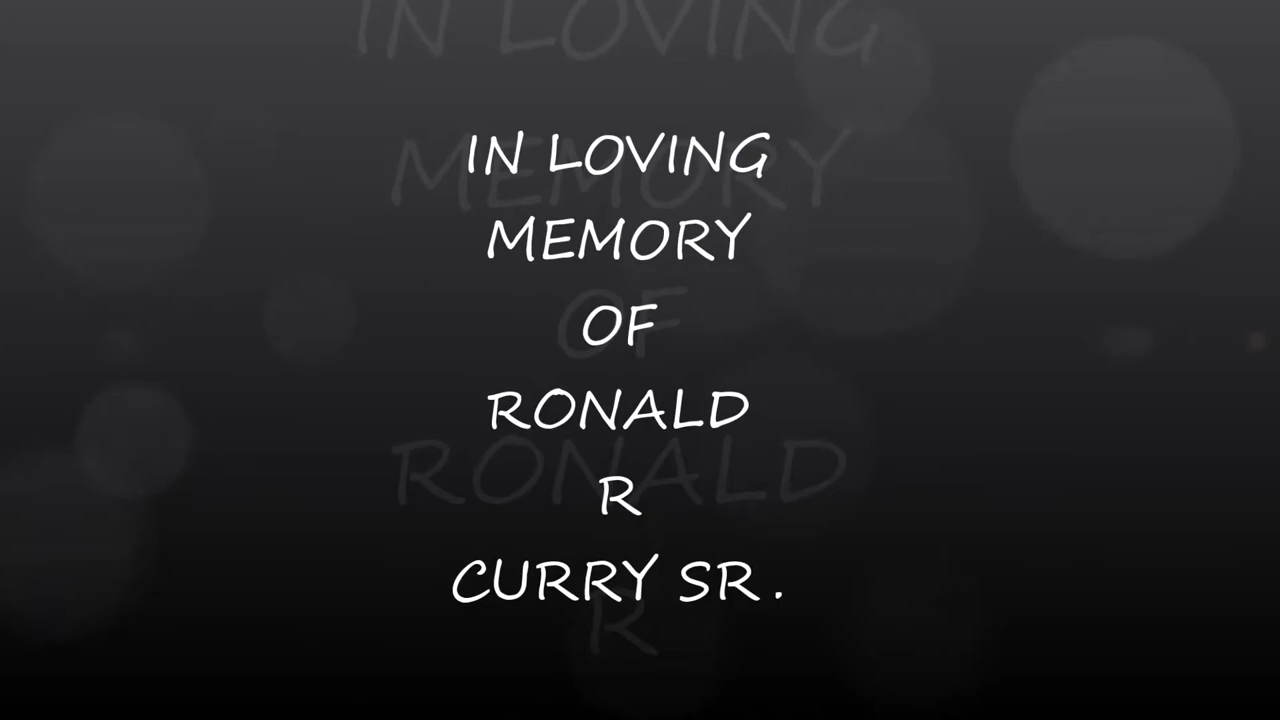 IN LOVING
MEMORY
OF
RONALD
R
CURRY SR.